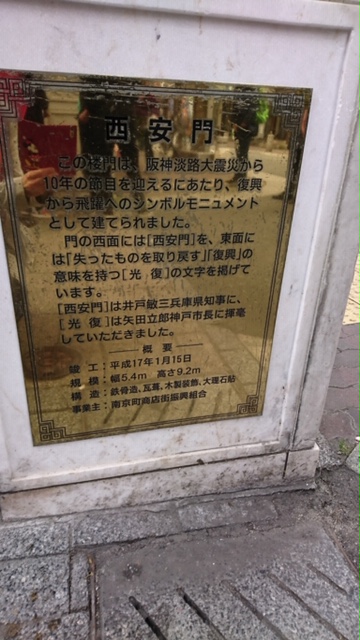 西安門
この楼門は、阪神淡路大震災から
10年の節目を迎えるにあたり、復興
から飛躍へのシンボルモニュメント
として建てられました。
門の西面には[西安門]を、東面に
は「失ったものを取り戻す」「復興」の
意味を持つ[光 復]の文字を掲げて
います。
[西安門]は井戸敏三兵庫県知事に、
[光 復]は矢田立郎神戸市長に揮毫
していただきました。
概 要
竣 工：平成17年1月15日
規 模：幅5.4m 高さ9.2m
構 造：鉄骨造、瓦葺、木製装飾、大理石貼
事業主：南京町商店街振興組合